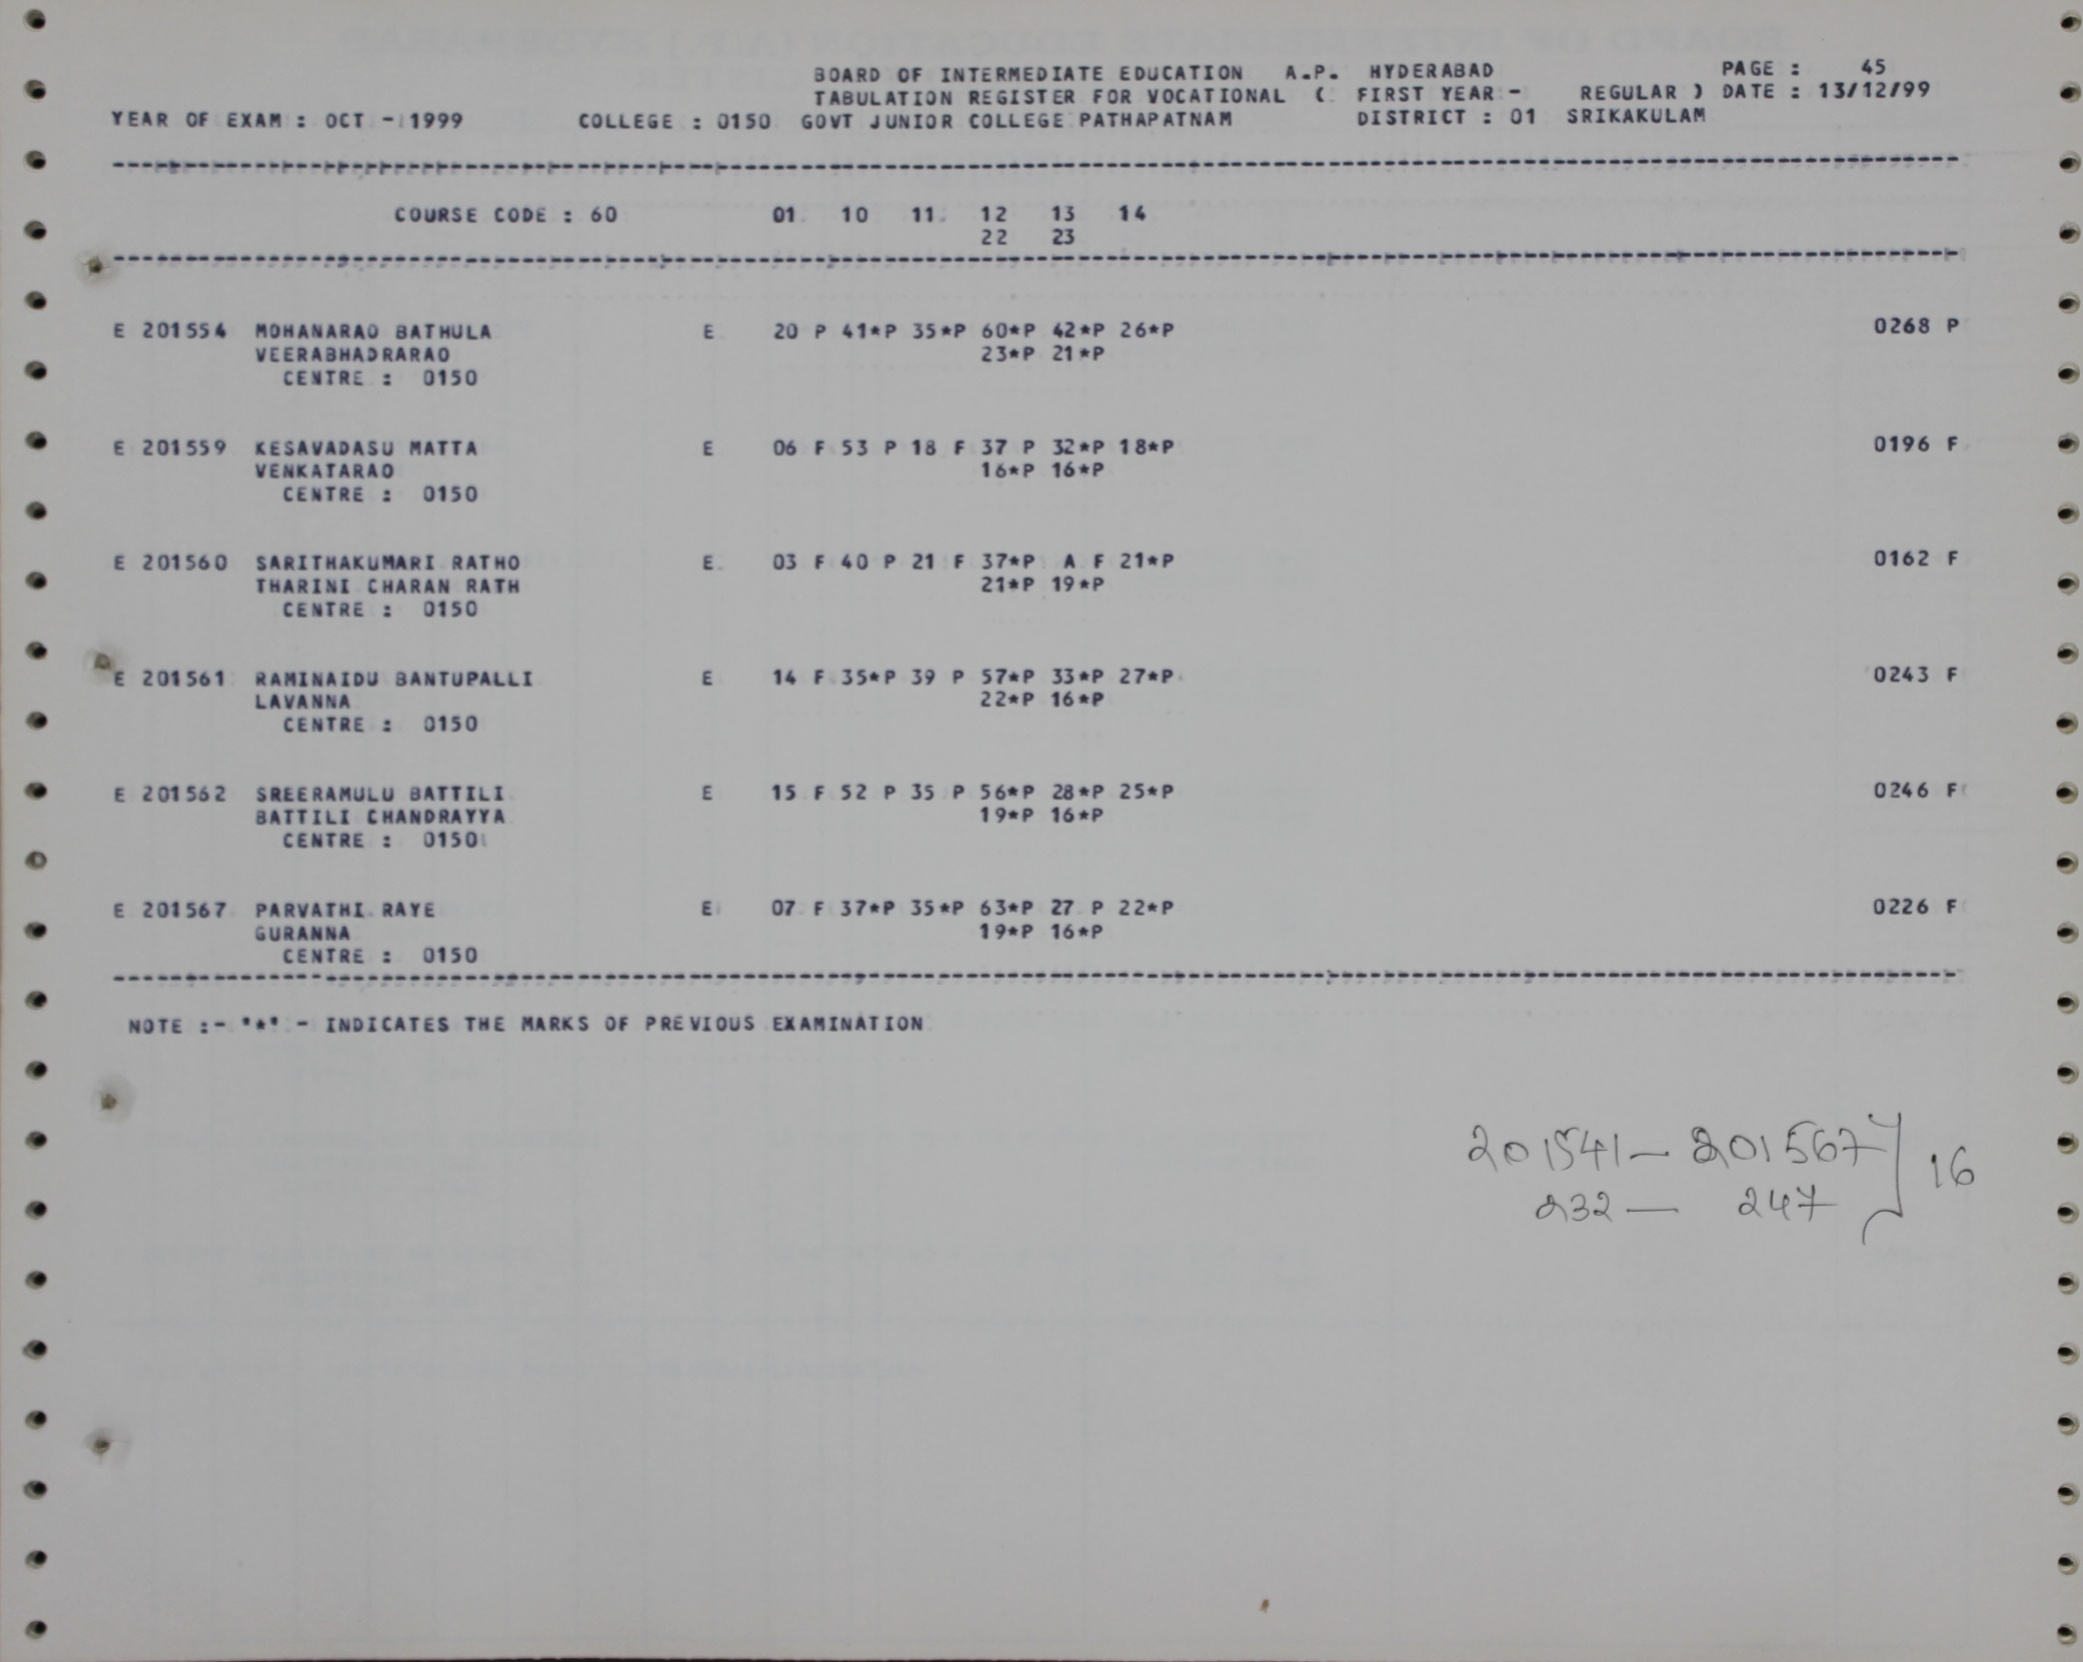 BOARD OF INTERMEDIATE EDUCATION A.P. HYDERABAD PAGE : 45
TABULATION REGISTER FOR VOCATIONAL ( FIRST YEAR - REGULAR ) DATE : 13/12/99
YEAR OF EXAM : OCT - 1999 COLLEGE : 0150 GOVT JUNIOR COLLEGE PATHAPATNAM DISTRICT : 01 SRIKAKULAM
COURSE CODE : 60 01 10 11 12 13 14
22 23
E 201554 MOHANARAO BATHULA E 20 P 41*P 35*P 60*P 42*P 26*P 0268 P
VEERABHADRARAO 23*P 21*P
CENTRE : 0150
E 201559 KESAVADASU MATTA E 06 F 53 P 18 F 37 P 32*P 18*P 0196 F
VENKATARAO 16*P 16*P
CENTRE : 0150
E 201560 SARITHAKUMARI RATHO E 03 F 40 P 21 F 37*P A F 21*P 0162 F
THARINI CHARAN RATH 21*P 19*P
CENTRE : 0150
E 201561 RAMINAIDU BANTUPALLI E 14 F 35*P 39 P 57*P 33*P 27*P 0243 F
LAVANNA 22*P 16*P
CENTRE : 0150
E 201562 SREERAMULU BATTILI E 15 F 52 P 35 P 56*P 28*P 25*P 0246 F
BATTILI CHANDRAYYA 19*P 16*P
CENTRE : 0150
E 201567 PARVATHI RAYE E 07 F 37*P 35*P 63*P 27 P 22*P 0226 F
GURANNA 19*P 16*P
CENTRE : 0150
NOTE :- "*" - INDICATES THE MARKS OF PREVIOUS EXAMINATION
201541 — 201567 } 16
232 — 247